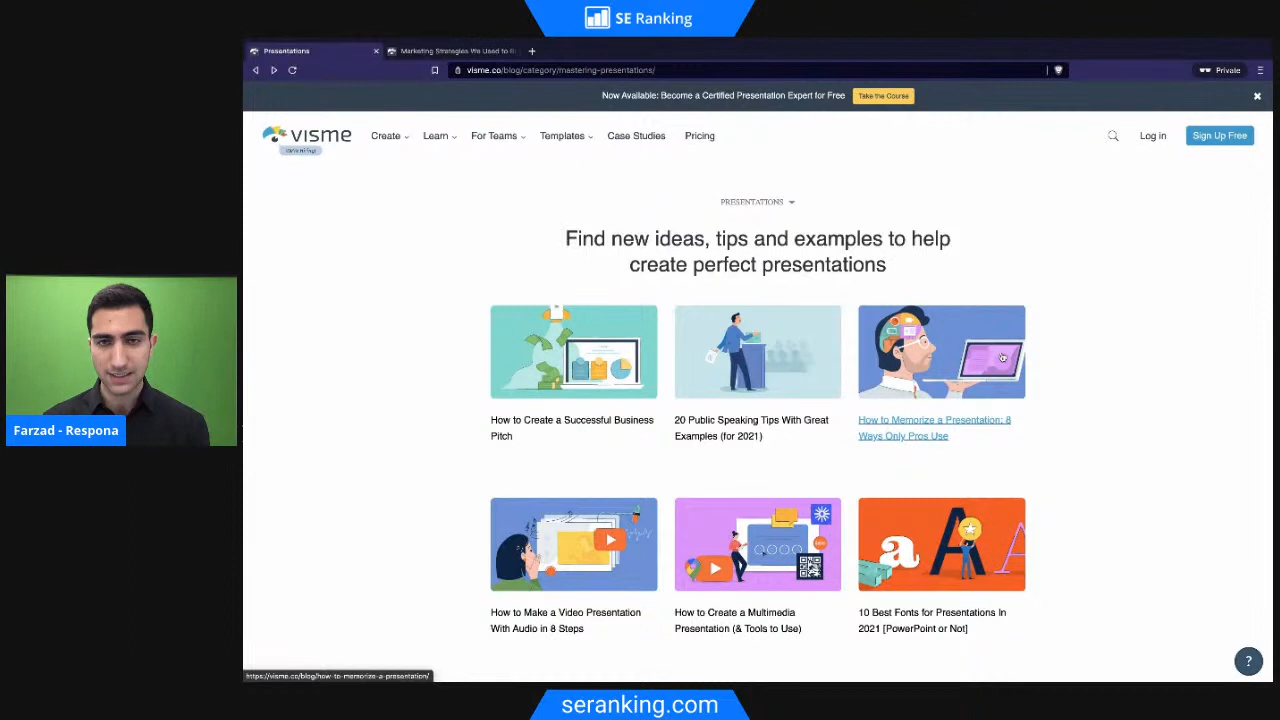 SE Ranking
Presentations
Marketing Strategies We Used to
visme.co/blog/category/mastering-presentations/
Private
Now Available: Become a Certified Presentation Expert for Free
Take the Course
visme
Create
Learn
For Teams
Templates
Case Studies
Pricing
Log in
Sign Up Free
PRESENTATIONS
Find new ideas, tips and examples to help
create perfect presentations
How to Create a Successful Business
Pitch
20 Public Speaking Tips With Great
Examples (for 2021)
How to Memorize a Presentation: 8
Ways Only Pros Use
Farzad - Respona
How to Make a Video Presentation
With Audio in 8 Steps
How to Create a Multimedia
Presentation (& Tools to Use)
10 Best Fonts for Presentations In
2021 [PowerPoint or Not]
?
https://visme.co/blog/how-to-memorize-a-presentation/
seranking.com